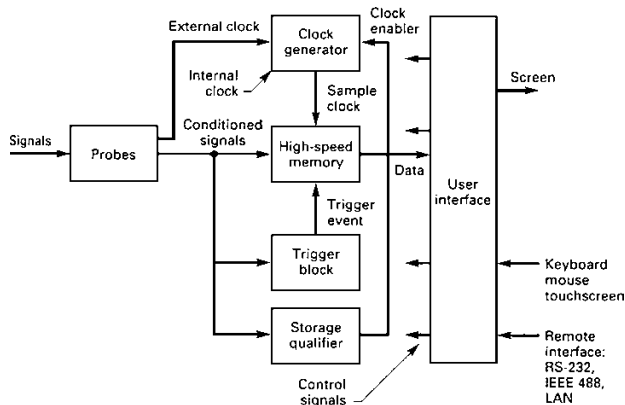 External clock
Clock
generator
Clock
enabler
Internal
clock
Sample
clock
Screen
Signals
Probes
Conditioned
signals
High-speed
memory
Data
User
interface
Trigger
event
Trigger
block
Keyboard
mouse
touchscreen
Storage
qualifier
Control
signals
Remote
interface:
RS-232,
IEEE 488,
LAN